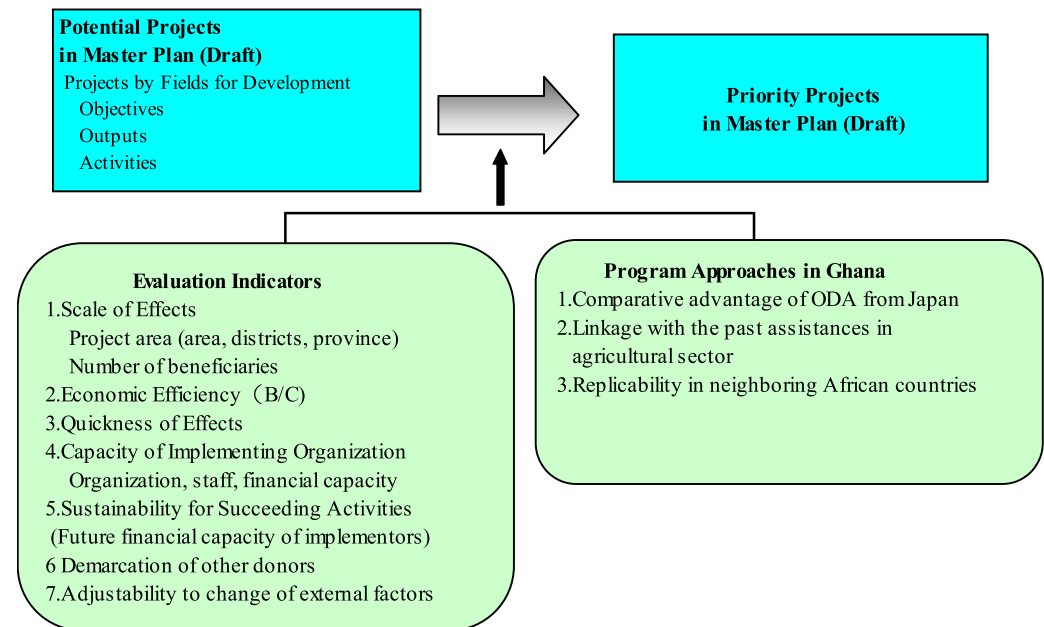 Potential Projects
in Master Plan (Draft)
Projects by Fields for Development
Objectives
Outputs
Activities
Priority Projects
in Master Plan (Draft)
Evaluation Indicators
1.Scale of Effects
Project area (area, districts, province)
Number of beneficiaries
2.Economic Efficiency（B/C)
3.Quickness of Effects
4.Capacity of Implementing Organization
Organization, staff, financial capacity
5.Sustainability for Succeeding Activities
(Future financial capacity of implementors)
6 Demarcation of other donors
7.Adjustability to change of external factors
Program Approaches in Ghana
1.Comparative advantage of ODA from Japan
2.Linkage with the past assistances in
agricultural sector
3.Replicability in neighboring African countries